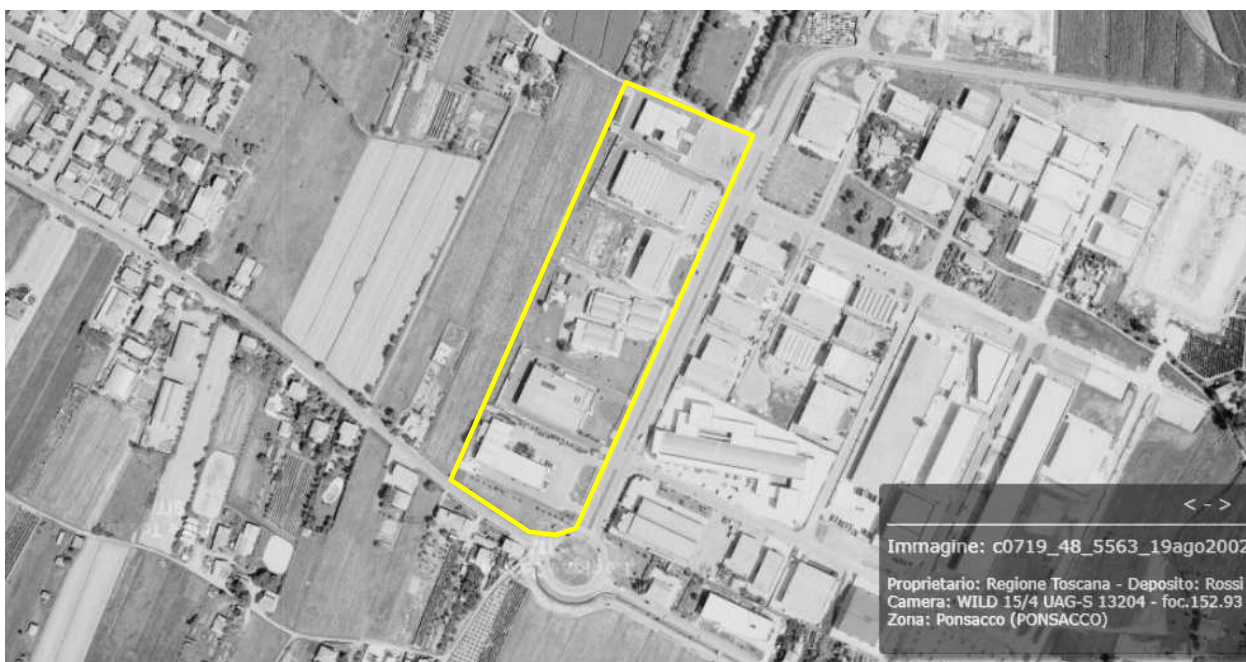 < - >
Immagine: c0719_48_5563_19ago2002
Proprietario: Regione Toscana - Deposito: Rossi
Camera: WILD 15/4 UAG-S 13204 - foc.152.93
Zona: Ponsacco (PONSACCO)